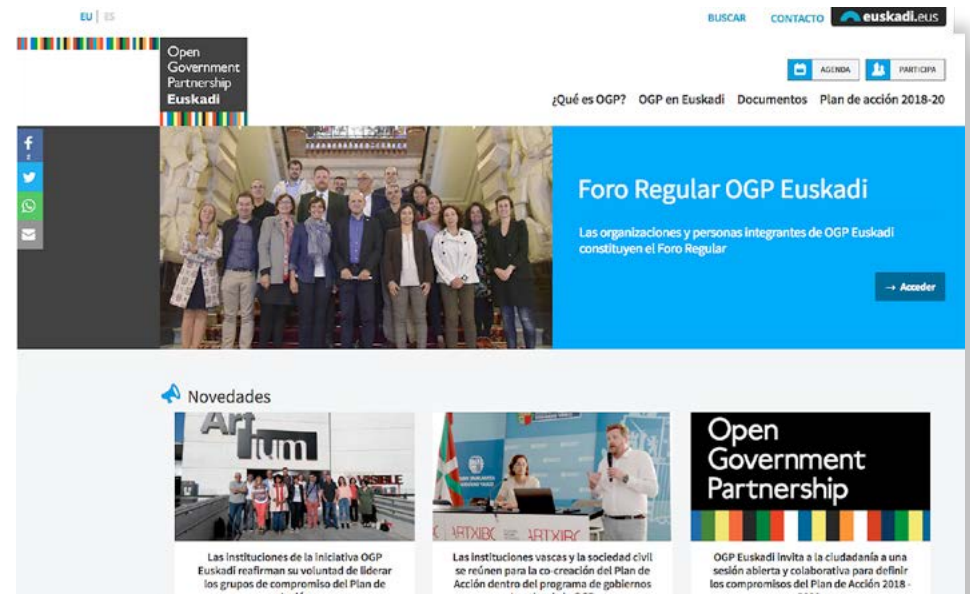 EU | ES
BUSCAR
CONTACTO
euskadi.eus
Open
Government
Partnership
Euskadi
AGENDA
PARTICIPA
¿Qué es OGP?
OGP en Euskadi
Documentos
Plan de acción 2018-20
f
2
Foro Regular OGP Euskadi
Las organizaciones y personas integrantes de OGP Euskadi
constituyen el Foro Regular
→ Acceder
Novedades
Artium
VISIBLE
ARTXIBO
Las instituciones de la iniciativa OGP
Euskadi reafirman su voluntad de liderar
los grupos de compromiso del Plan de
Las instituciones vascas y la sociedad civil
se reúnen para la co-creación del Plan de
Acción dentro del programa de gobiernos
Open
Government
Partnership
OGP Euskadi invita a la ciudadanía a una
sesión abierta y colaborativa para definir
los compromisos del Plan de Acción 2018 -